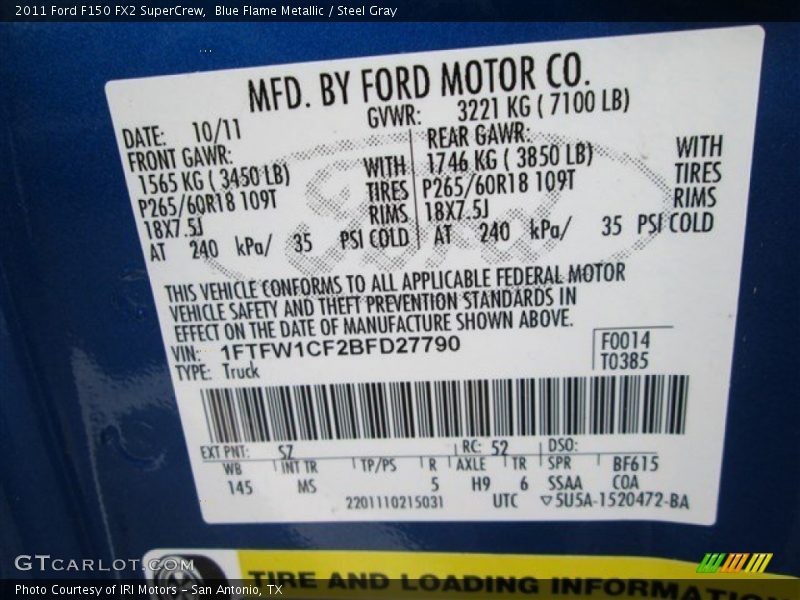 2011 Ford F150 FX2 SuperCrew,  Blue Flame Metallic / Steel Gray
MFD. BY FORD MOTOR CO.
DATE: 10/11 GVWR: 3221 KG ( 7100 LB)
FRONT GAWR: REAR GAWR:
1565 KG ( 3450 LB) WITH 1746 KG ( 3850 LB) WITH
P265/60R18 109T TIRES P265/60R18 109T TIRES
18X7.5J RIMS 18X7.5J RIMS
AT 240 kPa/ 35 PSI COLD AT 240 kPa/ 35 PSI COLD
Ford
THIS VEHICLE CONFORMS TO ALL APPLICABLE FEDERAL MOTOR
VEHICLE SAFETY AND THEFT PREVENTION STANDARDS IN
EFFECT ON THE DATE OF MANUFACTURE SHOWN ABOVE.
VIN: 1FTFW1CF2BFD27790 F0014
TYPE: Truck T0385
EXT PNT: SZ RC: 52 DSO:
WB INT TR TP/PS R AXLE TR SPR BF615
145 MS 5 H9 6 SSAA COA
2201110215031 UTC ▽5U5A-1520472-BA
GTCARLOT.COM
TIRE AND LOADING INFORMATION
Photo Courtesy of IRI Motors - San Antonio, TX